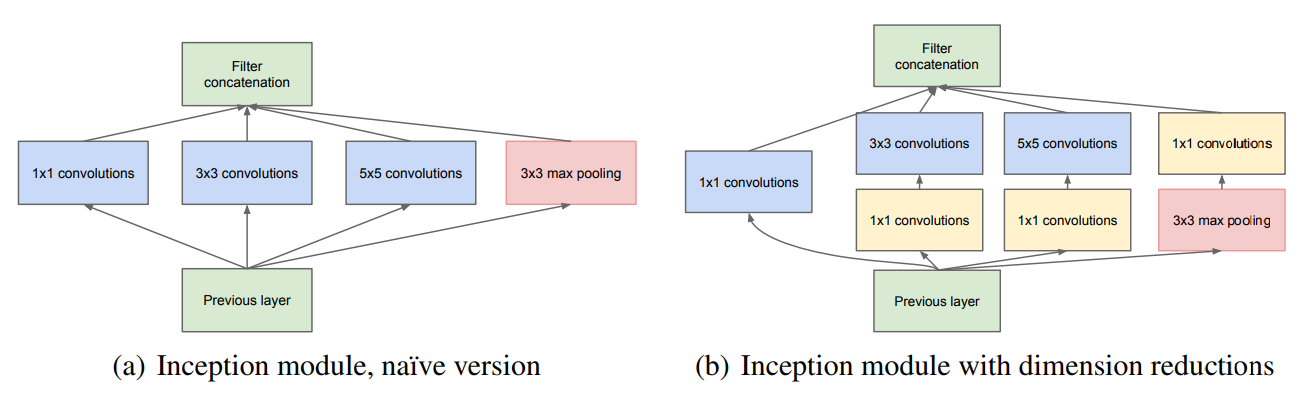 Filter
concatenation
1x1 convolutions
3x3 convolutions
5x5 convolutions
3x3 max pooling
Previous layer
(a) Inception module, naïve version
Filter
concatenation
1x1 convolutions
3x3 convolutions
5x5 convolutions
1x1 convolutions
1x1 convolutions
1x1 convolutions
3x3 max pooling
Previous layer
(b) Inception module with dimension reductions